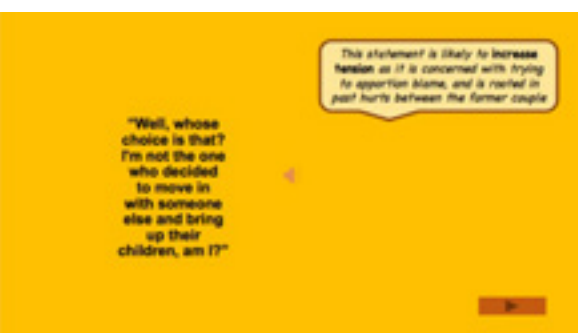 This statement is likely to increase
tension as it is concerned with trying
to apportion blame, and is rooted in
past hurts between the former couple
"Well, whose
choice is that?
I'm not the one
who decided
to move in
with someone
else and bring
up their
children, am I?"